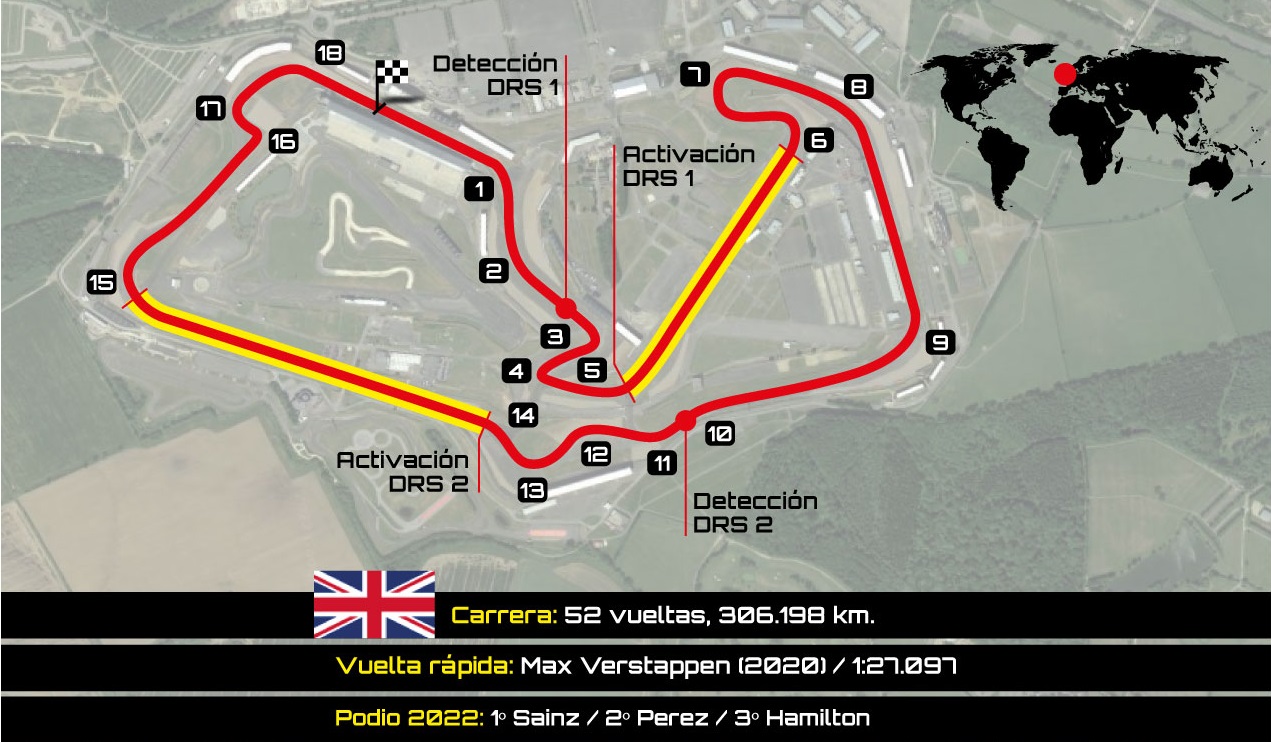 18
Detección
DRS 1
7
8
17
16
6
Activación
DRS 1
1
2
15
3
9
4
5
14
10
12
11
Activación
DRS 2
13
Detección
DRS 2
Carrera: 52 vueltas, 306.198 km.
Vuelta rápida: Max Verstappen (2020) / 1:27.097
Podio 2022: 1º Sainz / 2º Perez / 3º Hamilton